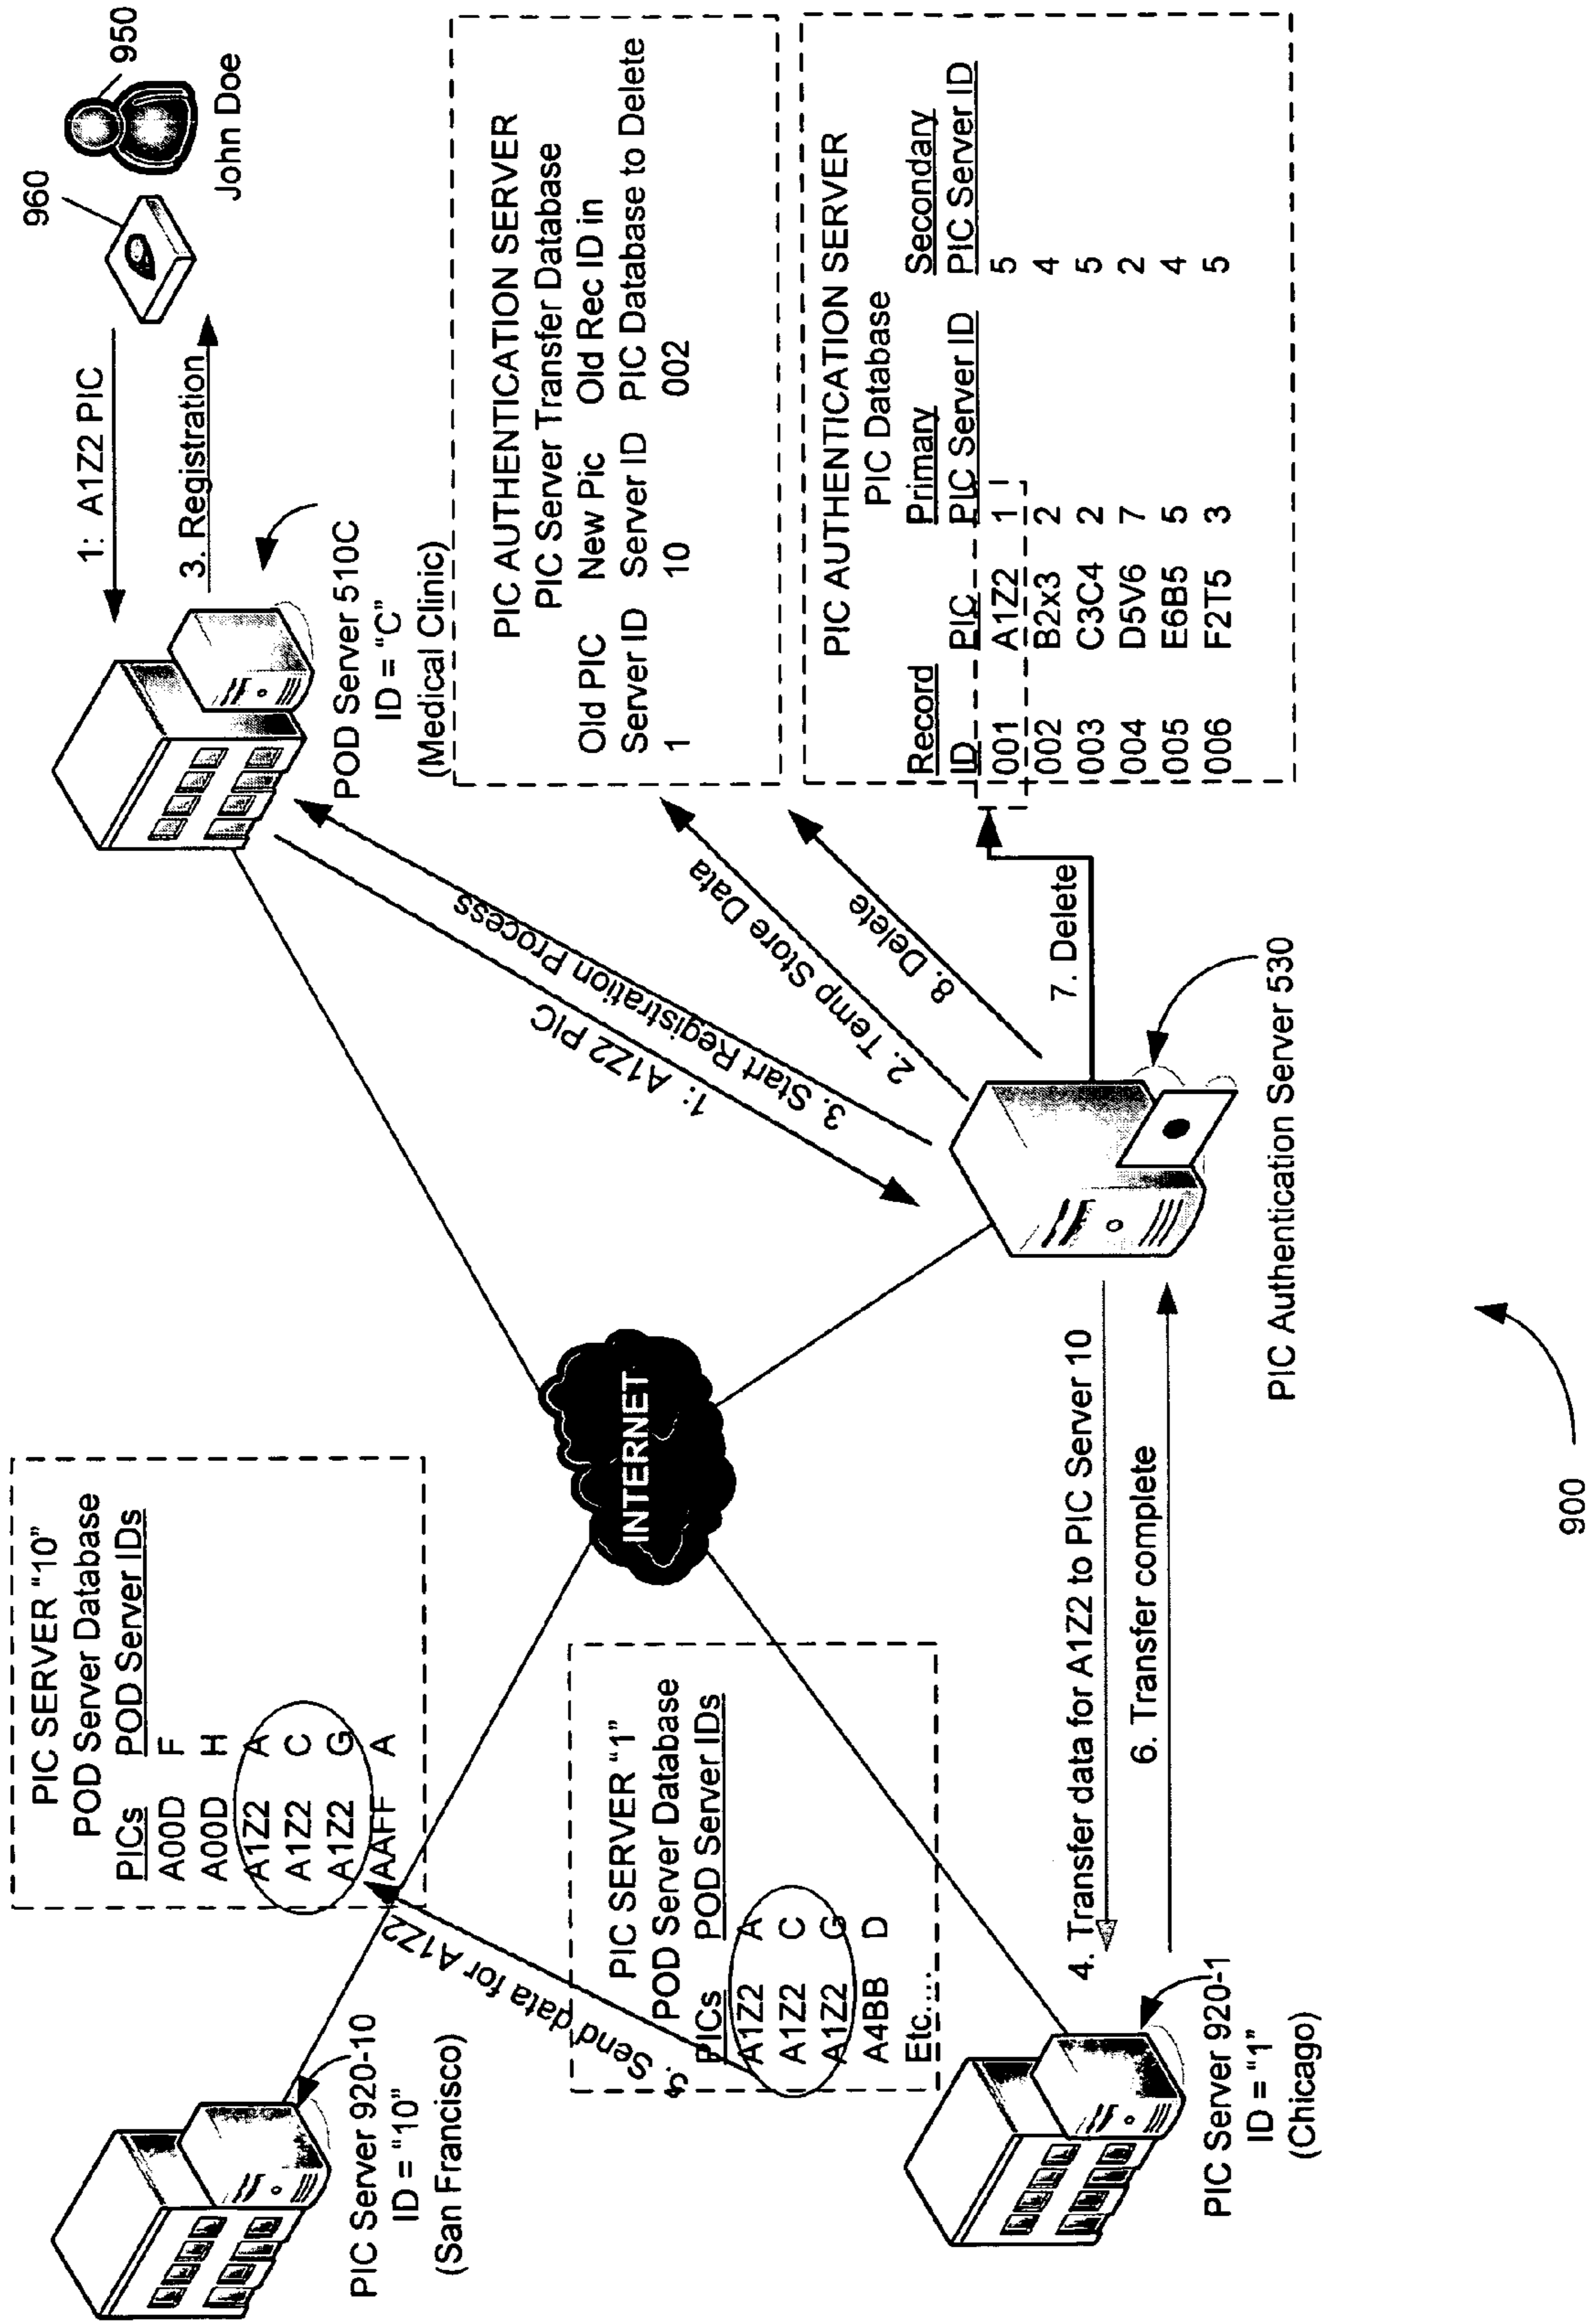 PIC SERVER "10"
POD Server Database
PICs POD Server IDs
A00D F
A00D H
A1Z2 A
A1Z2 C
A1Z2 G
AAFF A
PIC Server 920-10
ID = "10"
(San Francisco)
5. Send data for A1Z2
PIC SERVER "1"
POD Server Database
PICs POD Server IDs
A1Z2 A
A1Z2 C
A1Z2 G
A4BB D
Etc....
PIC Server 920-1
ID = "1"
(Chicago)
INTERNET
4. Transfer data for A1Z2 to PIC Server 10
6. Transfer complete
PIC Authentication Server 530
900
950
960
John Doe
1: A1Z2 PIC
3. Registration
POD Server 510C
ID = "C"
(Medical Clinic)
1: A1Z2 PIC
3. Start Registration Process
2. Temp Store Data
8. Delete
7. Delete
PIC AUTHENTICATION SERVER
PIC Server Transfer Database
Old PIC New Pic Old Rec ID in
Server ID Server ID PIC Database to Delete
1 10 002
PIC AUTHENTICATION SERVER
PIC Database
Record Primary Secondary
ID PIC PIC Server ID PIC Server ID
001 A1Z2 1 5
002 B2x3 2 4
003 C3C4 2 5
004 D5V6 7 2
005 E6B5 5 4
006 F2T5 3 5